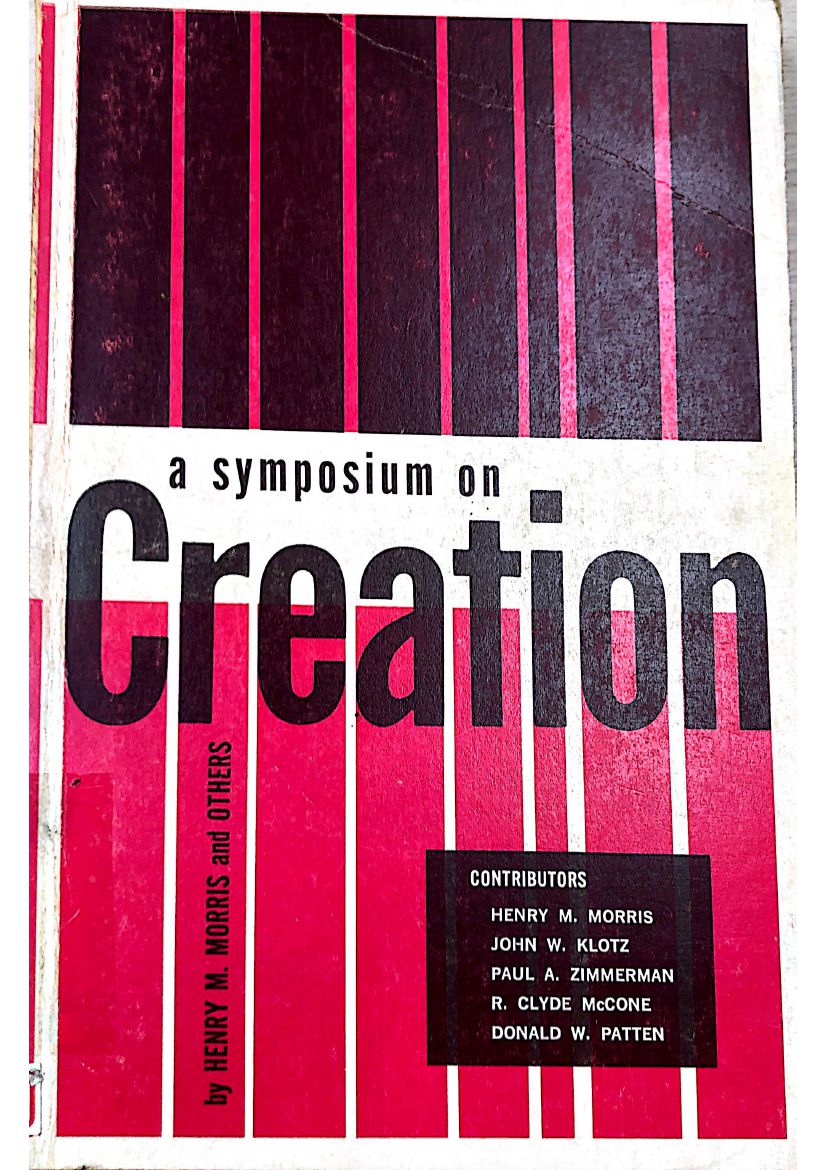 a symposium on
Creation
by HENRY M. MORRIS and OTHERS
CONTRIBUTORS
HENRY M. MORRIS
JOHN W. KLOTZ
PAUL A. ZIMMERMAN
R. CLYDE McCONE
DONALD W. PATTEN